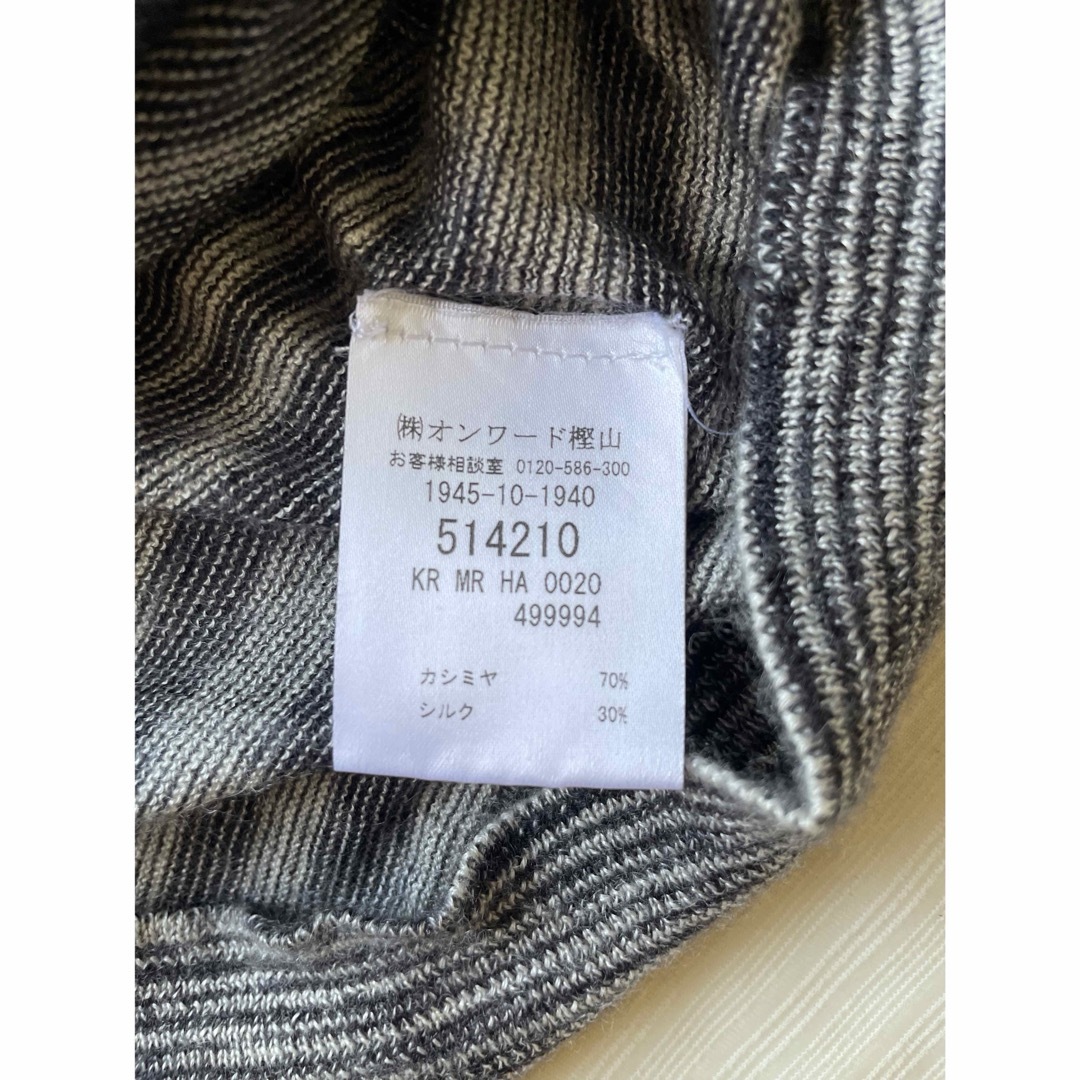 ㈱オンワード樫山
お客様相談室 0120-586-300
1945-10-1940
514210
KR MR HA 0020
499994
カシミヤ 70%
シルク 30%